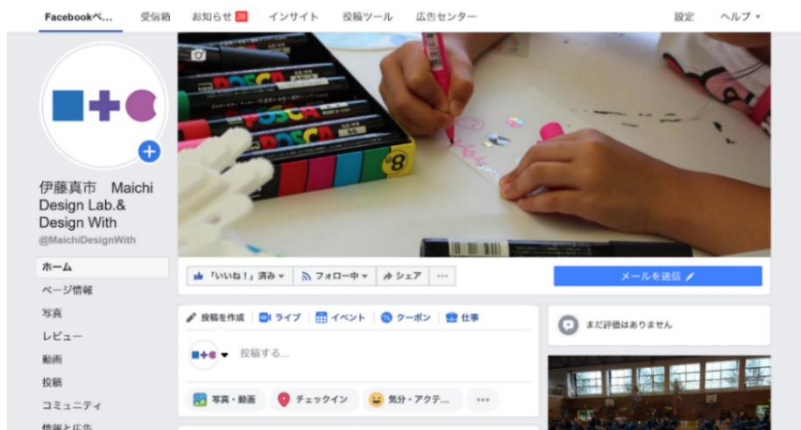 Facebookペ...　受信箱　お知らせ 28　インサイト　投稿ツール　広告センター　設定　ヘルプ
POSCA
POSCA
POSCA
8
伊藤真市　Maichi
Design Lab.&
Design With
@MaichiDesignWith
ホーム
ページ情報
写真
レビュー
動画
投稿
コミュニティ
情報と広告
「いいね！」済み　フォロー中　シェア　…
メールを送信
投稿を作成　ライブ　イベント　クーポン　仕事
投稿する...
写真・動画　チェックイン　気分・アクテ...　…
まだ評価はありません